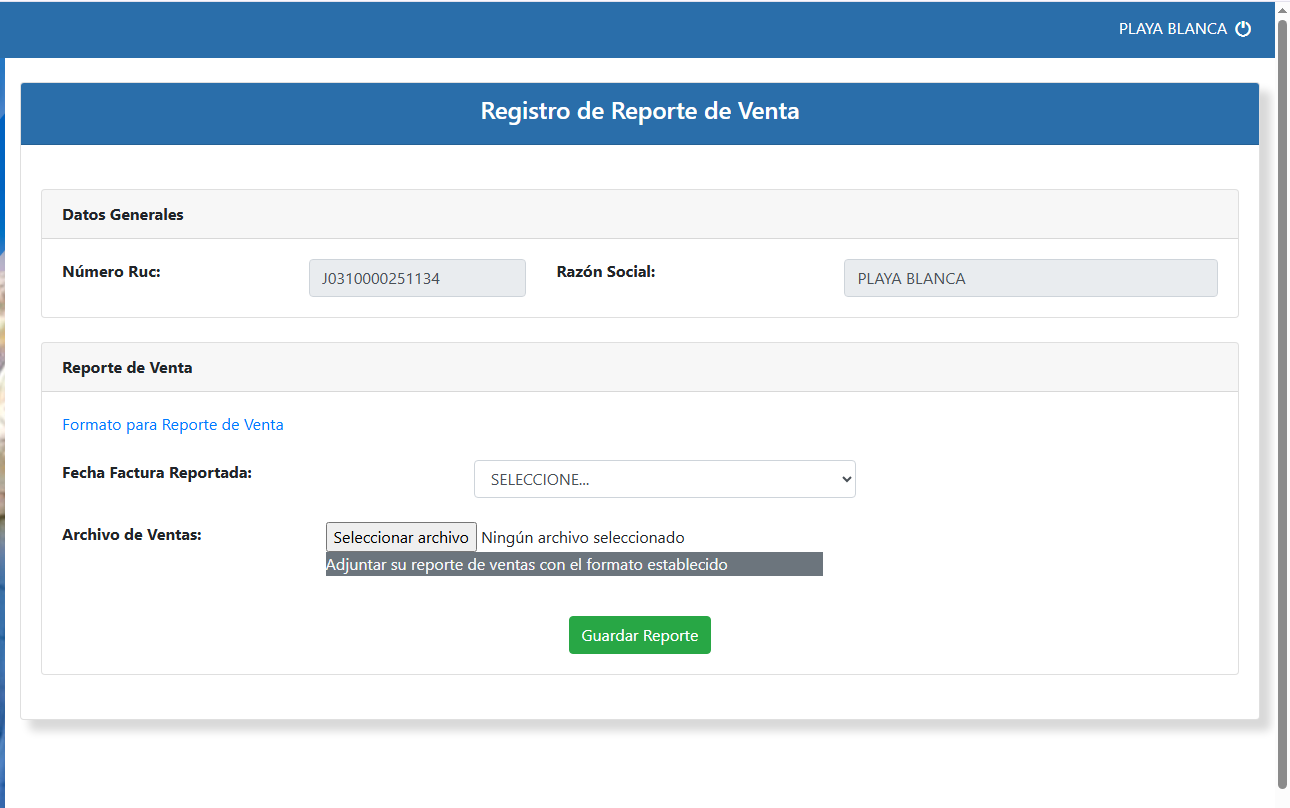 PLAYA BLANCA
Registro de Reporte de Venta
Datos Generales
Número Ruc: J0310000251134 Razón Social: PLAYA BLANCA
Reporte de Venta
Formato para Reporte de Venta
Fecha Factura Reportada: SELECCIONE...
Archivo de Ventas: Seleccionar archivo Ningún archivo seleccionado
Adjuntar su reporte de ventas con el formato establecido
Guardar Reporte